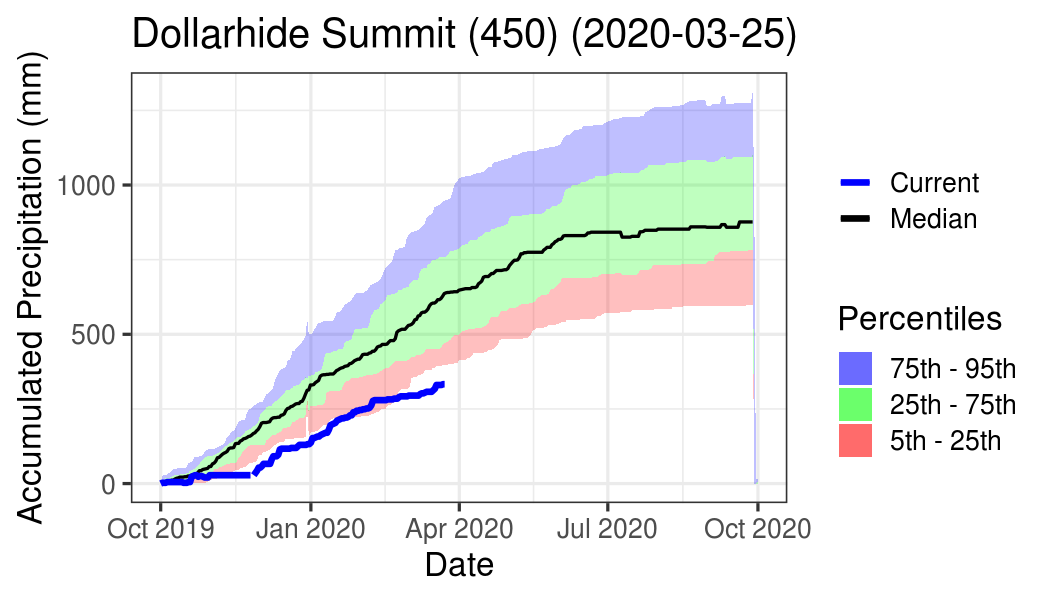 Dollarhide Summit (450) (2020-03-25)
Accumulated Precipitation (mm)
1000
500
0
Oct 2019
Jan 2020
Apr 2020
Jul 2020
Oct 2020
Date
Current
Median
Percentiles
75th - 95th
25th - 75th
5th - 25th